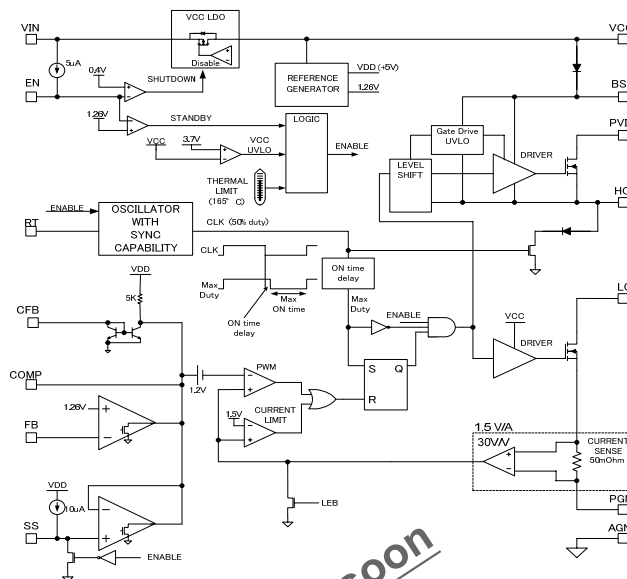 VCC LDO
VIN
VCC
Disable
5uA
0.4V
SHUTDOWN
EN
REFERENCE
GENERATOR
VDD (+5V)
1.26V
BS
1.26V
STANDBY
LOGIC
ENABLE
VCC
3.7V
VCC
UVLO
THERMAL
LIMIT
(165° C)
Gate Drive
UVLO
LEVEL
SHIFT
DRIVER
PVI
HO
ENABLE
RT
OSCILLATOR
WITH
SYNC
CAPABILITY
CLK (50% duty)
CLK
Max
Duty
Max
ON time
ON time
delay
ON time
delay
Max
Duty
ENABLE
VDD
5K
CFB
COMP
1.26V
FB
VDD
10uA
SS
ENABLE
1.2V
PWM
1.5V
CURRENT
LIMIT
S
Q
R
LEB
VCC
DRIVER
LO
1.5 V/A
30V/V
CURRENT
SENSE
50mOhm
PGN
AGN
soon